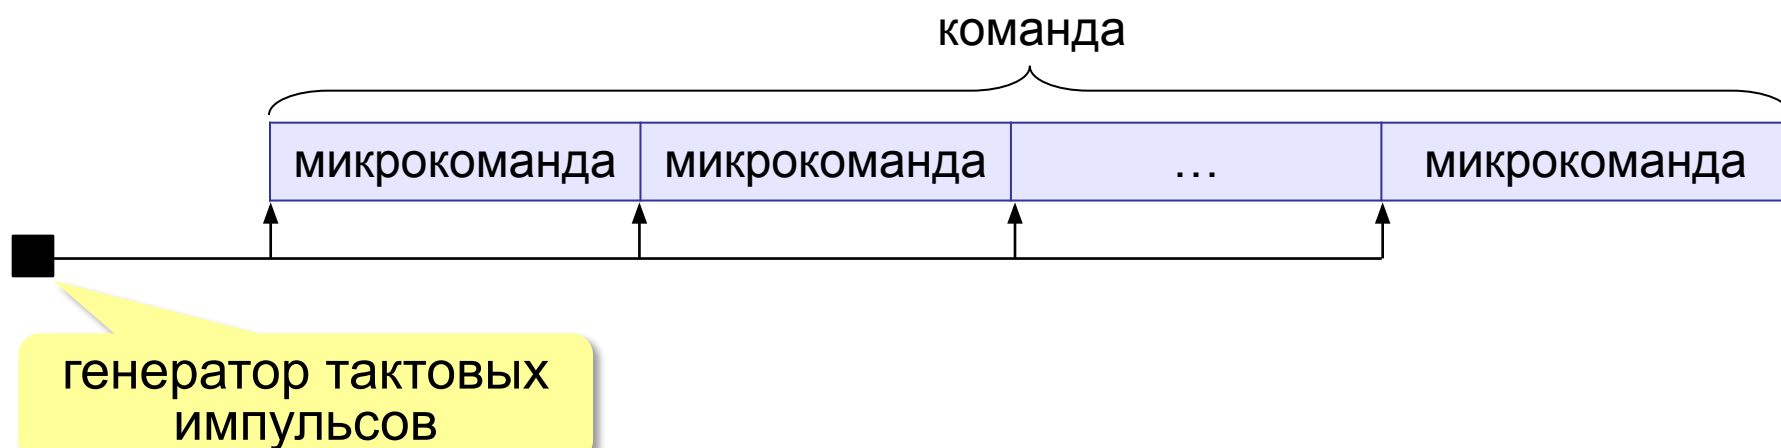 команда
микрокоманда микрокоманда … микрокоманда
генератор тактовых
импульсов